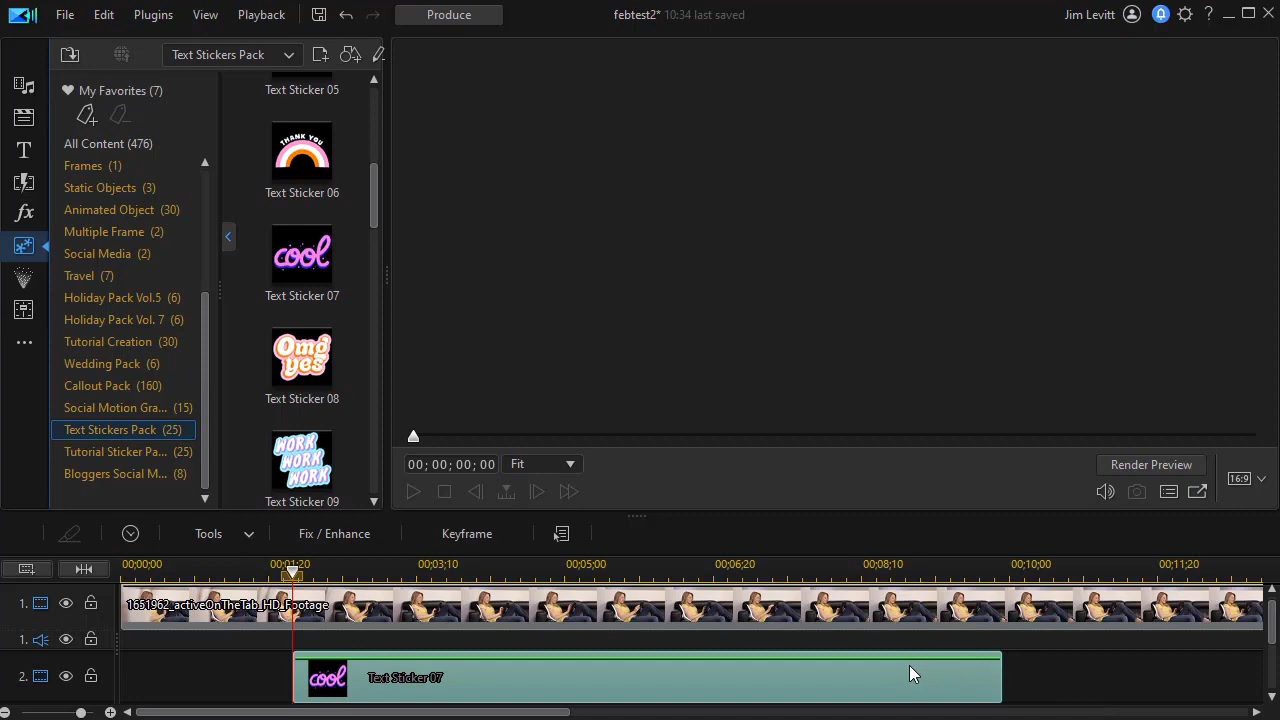 File Edit Plugins View Playback Produce febtest2* 10:34 last saved Jim Levitt
Text Stickers Pack
My Favorites (7)
All Content (476)
Frames (1)
Static Objects (3)
Animated Object (30)
Multiple Frame (2)
Social Media (2)
Travel (7)
Holiday Pack Vol.5 (6)
Holiday Pack Vol. 7 (6)
Tutorial Creation (30)
Wedding Pack (6)
Callout Pack (160)
Social Motion Gra... (15)
Text Stickers Pack (25)
Tutorial Sticker Pa... (25)
Bloggers Social M... (8)
Text Sticker 05
THANK YOU
Text Sticker 06
cool
Text Sticker 07
Omg
yes
Text Sticker 08
WORK
WORK
WORK
Text Sticker 09
00; 00; 00; 00 Fit Render Preview
16:9
Tools Fix / Enhance Keyframe
00;00;00 00;01;20 00;03;10 00;05;00 00;06;20 00;08;10 00;10;00 00;11;20
1. 1651962_activeOnTheTab_HD_Footage
1.
2. cool Text Sticker 07